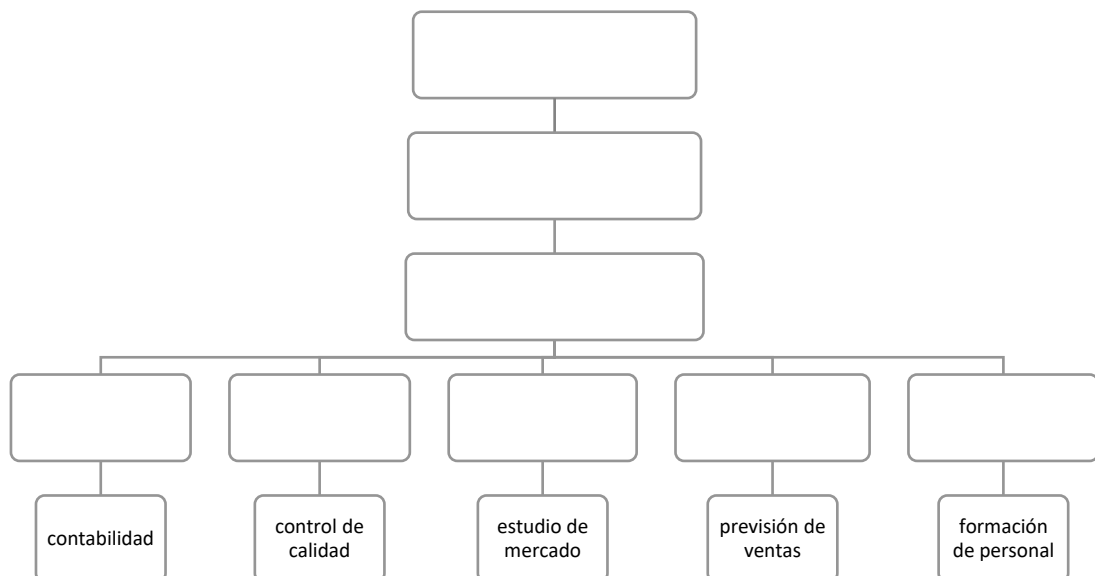 contabilidad
control de
calidad
estudio de
mercado
previsión de
ventas
formación
de personal